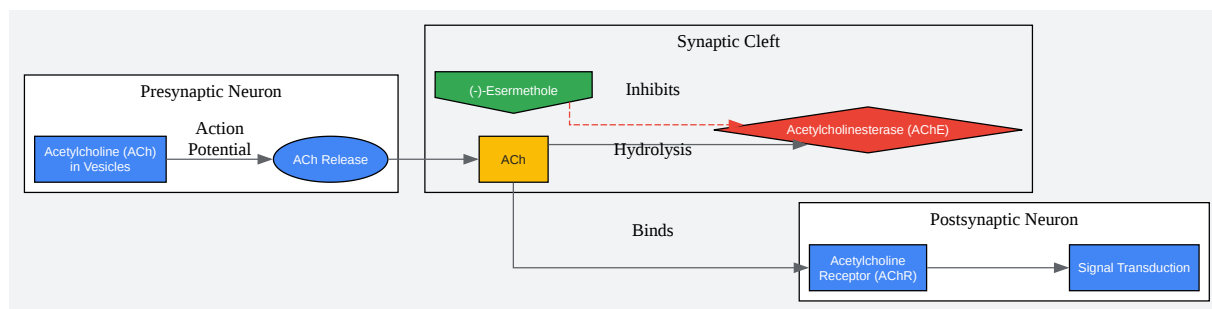 Presynaptic Neuron
Acetylcholine (ACh)
in Vesicles
Action
Potential
ACh Release
Synaptic Cleft
(-)-Esermethole
Inhibits
Acetylcholinesterase (AChE)
ACh
Hydrolysis
Binds
Postsynaptic Neuron
Acetylcholine
Receptor (AChR)
Signal Transduction